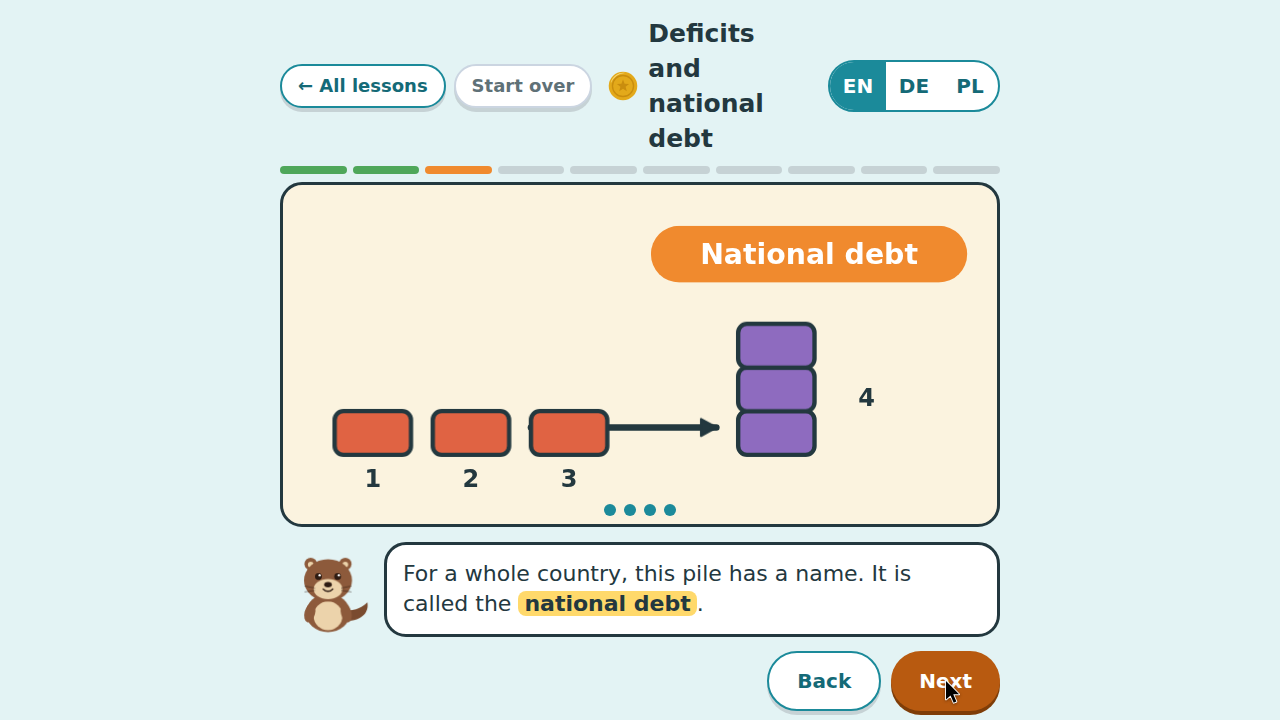 ← All lessons
Start over
Deficits
and
national
debt
EN DE PL
National debt
4
1 2 3
For a whole country, this pile has a name. It is
called the national debt.
Back
Next